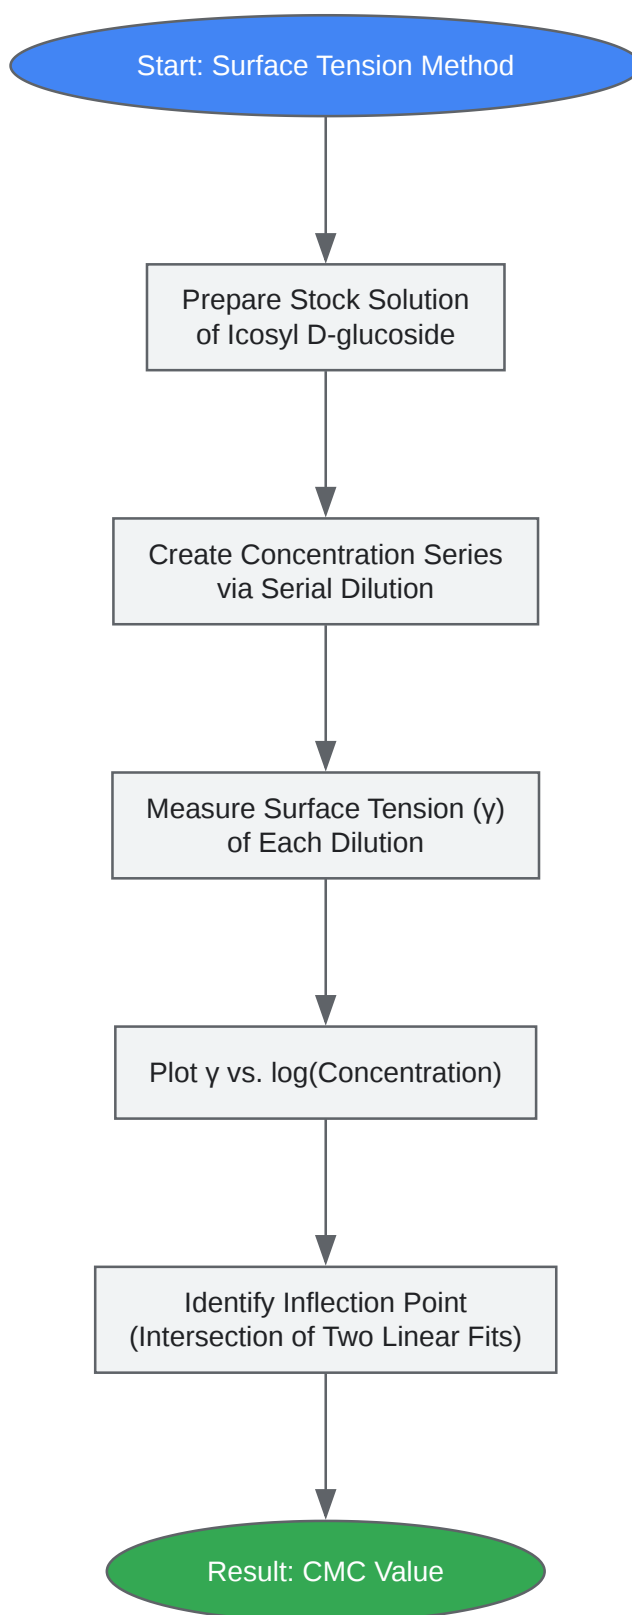 Start: Surface Tension Method
Prepare Stock Solution
of Icosyl D-glucoside
Create Concentration Series
via Serial Dilution
Measure Surface Tension (γ)
of Each Dilution
Plot γ vs. log(Concentration)
Identify Inflection Point
(Intersection of Two Linear Fits)
Result: CMC Value